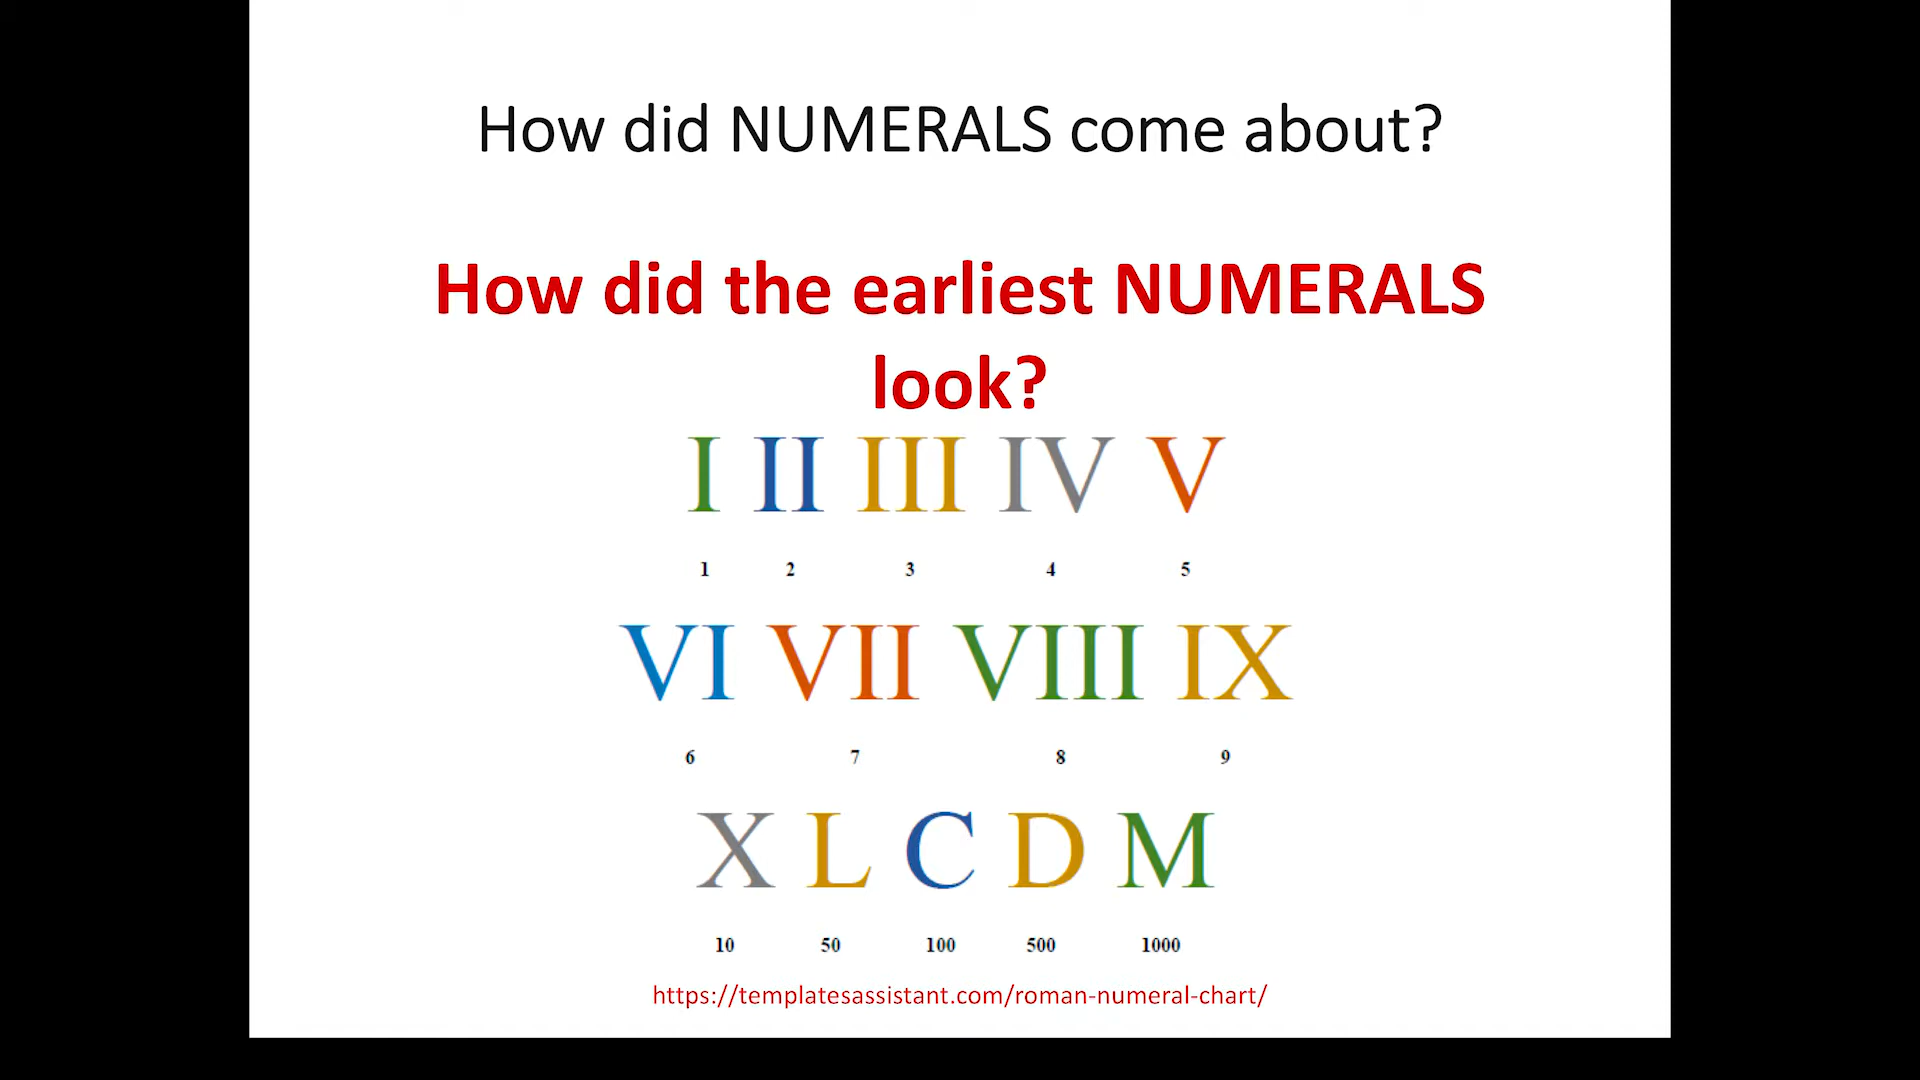 How did NUMERALS come about?
How did the earliest NUMERALS
look?
I II III IV V
1 2 3 4 5
VI VII VIII IX
6 7 8 9
X L C D M
10 50 100 500 1000
https://templatesassistant.com/roman-numeral-chart/